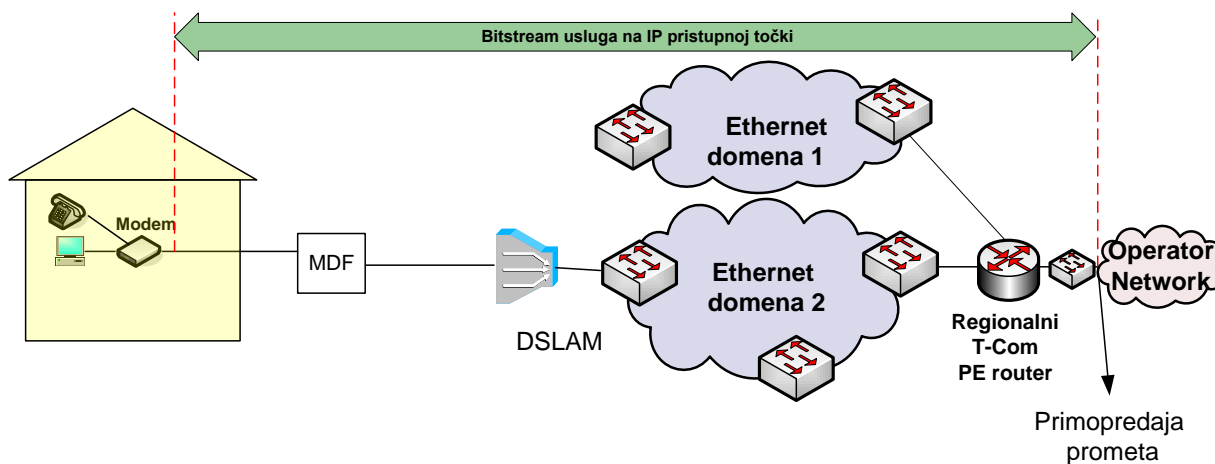 Bitstream usluga na IP pristupnoj točki
Ethernet
domena 1
Modem
MDF
DSLAM
Ethernet
domena 2
Regionalni
T-Com
PE router
Operator
Network
Primopredaja
prometa